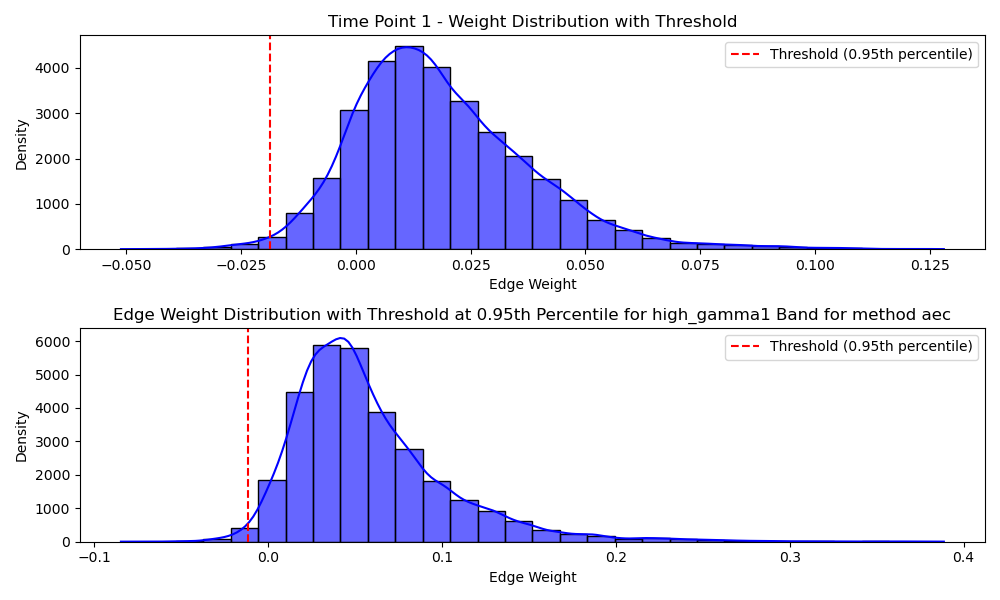 Time Point 1 - Weight Distribution with Threshold
Threshold (0.95th percentile)
Density
4000
3000
2000
1000
0
−0.050 −0.025 0.000 0.025 0.050 0.075 0.100 0.125
Edge Weight
Edge Weight Distribution with Threshold at 0.95th Percentile for high_gamma1 Band for method aec
Threshold (0.95th percentile)
Density
6000
5000
4000
3000
2000
1000
0
−0.1 0.0 0.1 0.2 0.3 0.4
Edge Weight